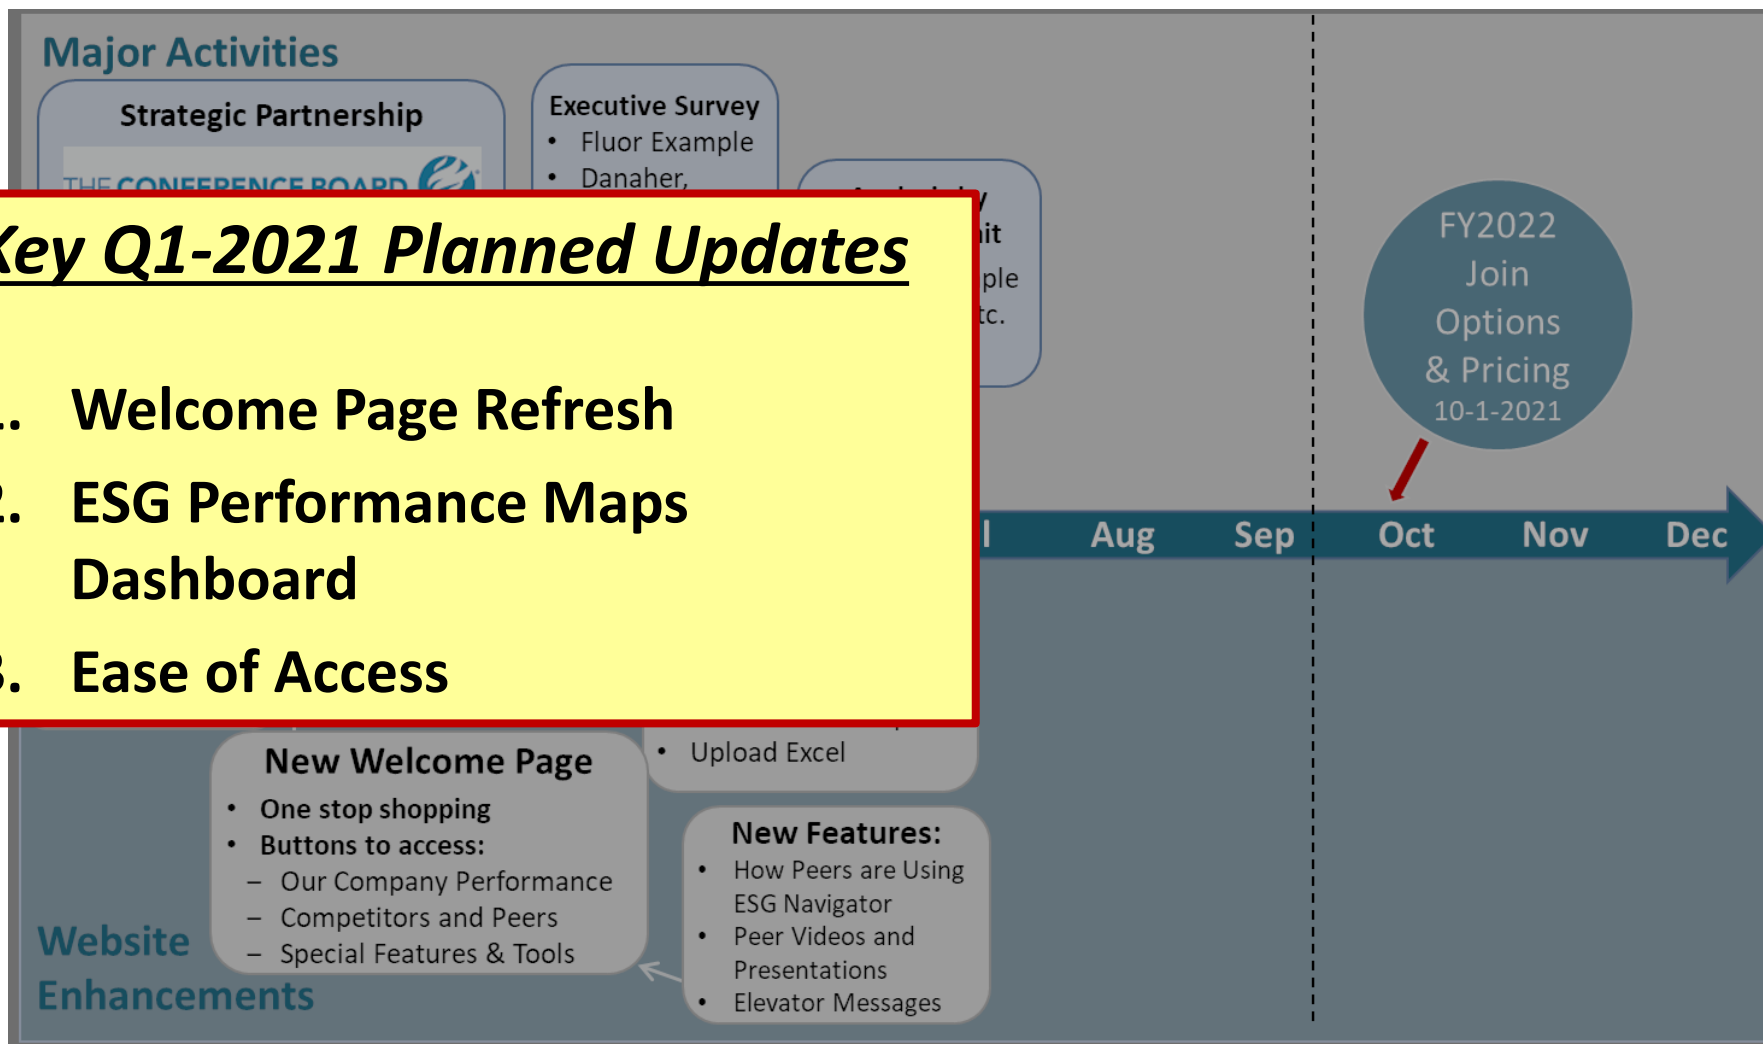 Major Activities
Strategic Partnership
THE CONFERENCE BOARD
Executive Survey
• Fluor Example
• Danaher,
ple
tc.
Key Q1-2021 Planned Updates
1. Welcome Page Refresh
2. ESG Performance Maps
Dashboard
3. Ease of Access
FY2022
Join
Options
& Pricing
10-1-2021
Aug Sep Oct Nov Dec
• Upload Excel
New Welcome Page
• One stop shopping
• Buttons to access:
– Our Company Performance
– Competitors and Peers
– Special Features & Tools
New Features:
• How Peers are Using
ESG Navigator
• Peer Videos and
Presentations
• Elevator Messages
Website
Enhancements